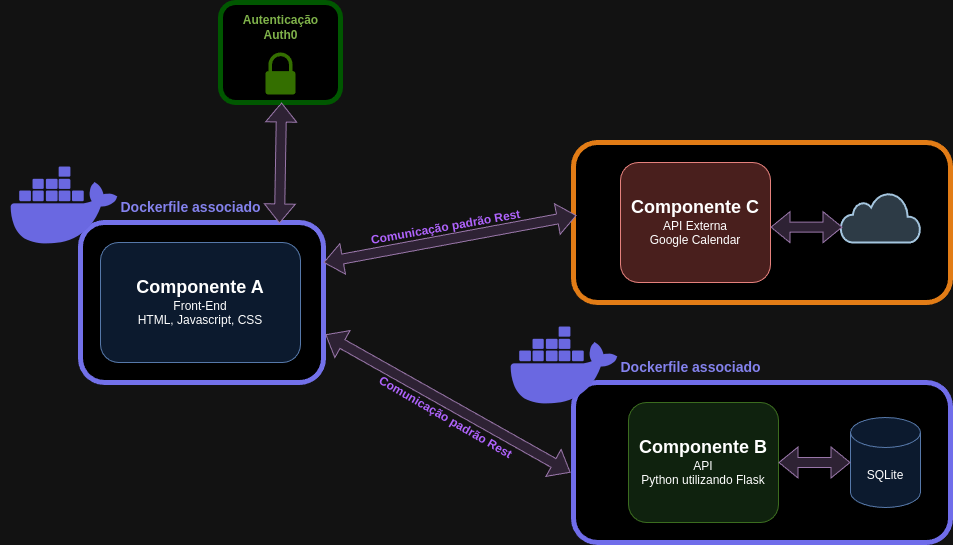 Autenticação
Auth0
Dockerfile associado
Componente A
Front-End
HTML, Javascript, CSS
Comunicação padrão Rest
Componente C
API Externa
Google Calendar
Comunicação padrão Rest
Dockerfile associado
Componente B
API
Python utilizando Flask
SQLite